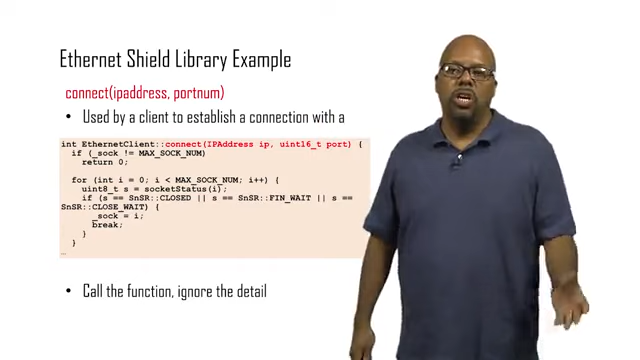 Ethernet Shield Library Example
connect(ipaddress, portnum)
• Used by a client to establish a connection with a
int EthernetClient::connect(IPAddress ip, uint16_t port) {
if (_sock != MAX_SOCK_NUM)
return 0;
for (int i = 0; i < MAX_SOCK_NUM; i++) {
uint8_t s = socketStatus(i);
if (s == SnSR::CLOSED || s == SnSR::FIN_WAIT || s ==
SnSR::CLOSE_WAIT) {
_sock = i;
break;
}
}
…
• Call the function, ignore the detail